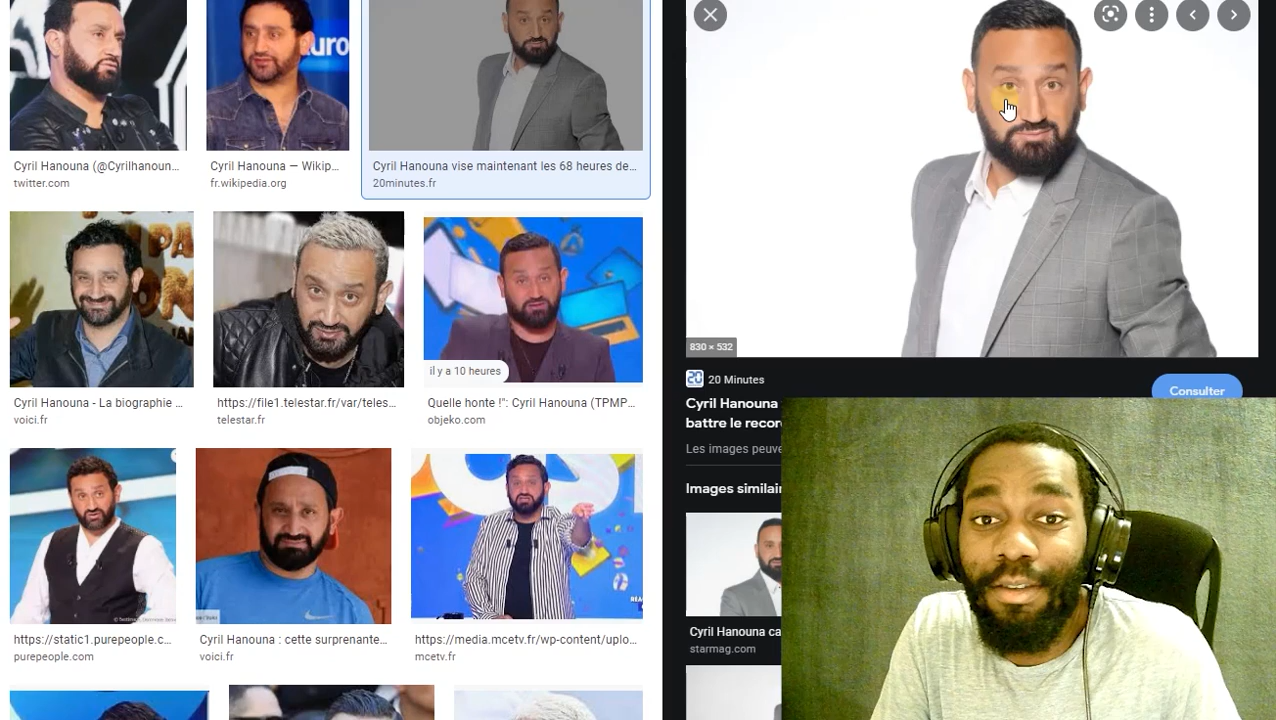 uro
Cyril Hanouna (@Cyrilhanoun...
twitter.com
Cyril Hanouna — Wikip...
fr.wikipedia.org
Cyril Hanouna vise maintenant les 68 heures de...
20minutes.fr
il y a 10 heures
Cyril Hanouna - La biographie ...
voici.fr
https://file1.telestar.fr/var/teles...
telestar.fr
Quelle honte !": Cyril Hanouna (TPMP...
objeko.com
https://static1.purepeople.c...
purepeople.com
Cyril Hanouna : cette surprenante...
voici.fr
https://media.mcetv.fr/wp-content/uplo...
mcetv.fr
830 × 532
20 20 Minutes
Consulter
Cyril Hanouna
battre le recor
Les images peuve
Images similair
Cyril Hanouna ca
starmag.com